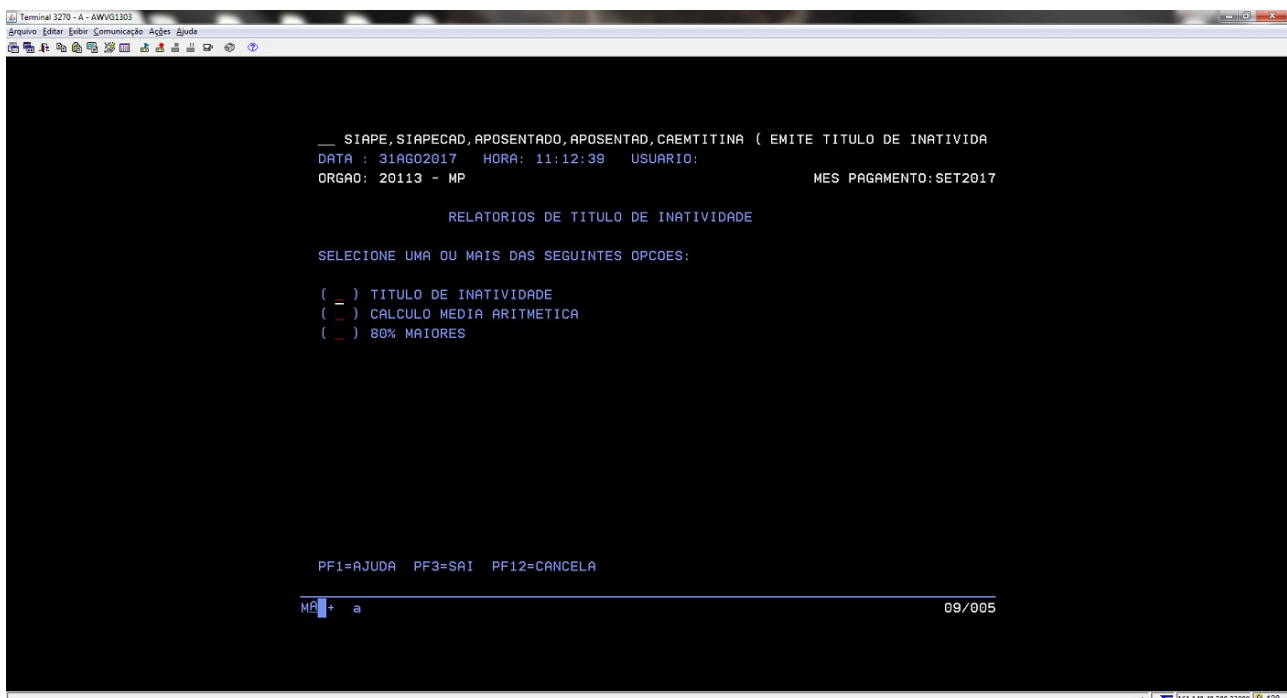 Terminal 3270 - A - AWVG1303
Arquivo Editar Exibir Comunicação Ações Ajuda
__ SIAPE,SIAPECAD,APOSENTADO,APOSENTAD,CAEMTITINA ( EMITE TITULO DE INATIVIDA
DATA : 31AGO2017 HORA: 11:12:39 USUARIO:
ORGAO: 20113 - MP MES PAGAMENTO:SET2017
RELATORIOS DE TITULO DE INATIVIDADE
SELECIONE UMA OU MAIS DAS SEGUINTES OPCOES:
( _ ) TITULO DE INATIVIDADE
( _ ) CALCULO MEDIA ARITMETICA
( _ ) 80% MAIORES
PF1=AJUDA PF3=SAI PF12=CANCELA
MA + a 09/005